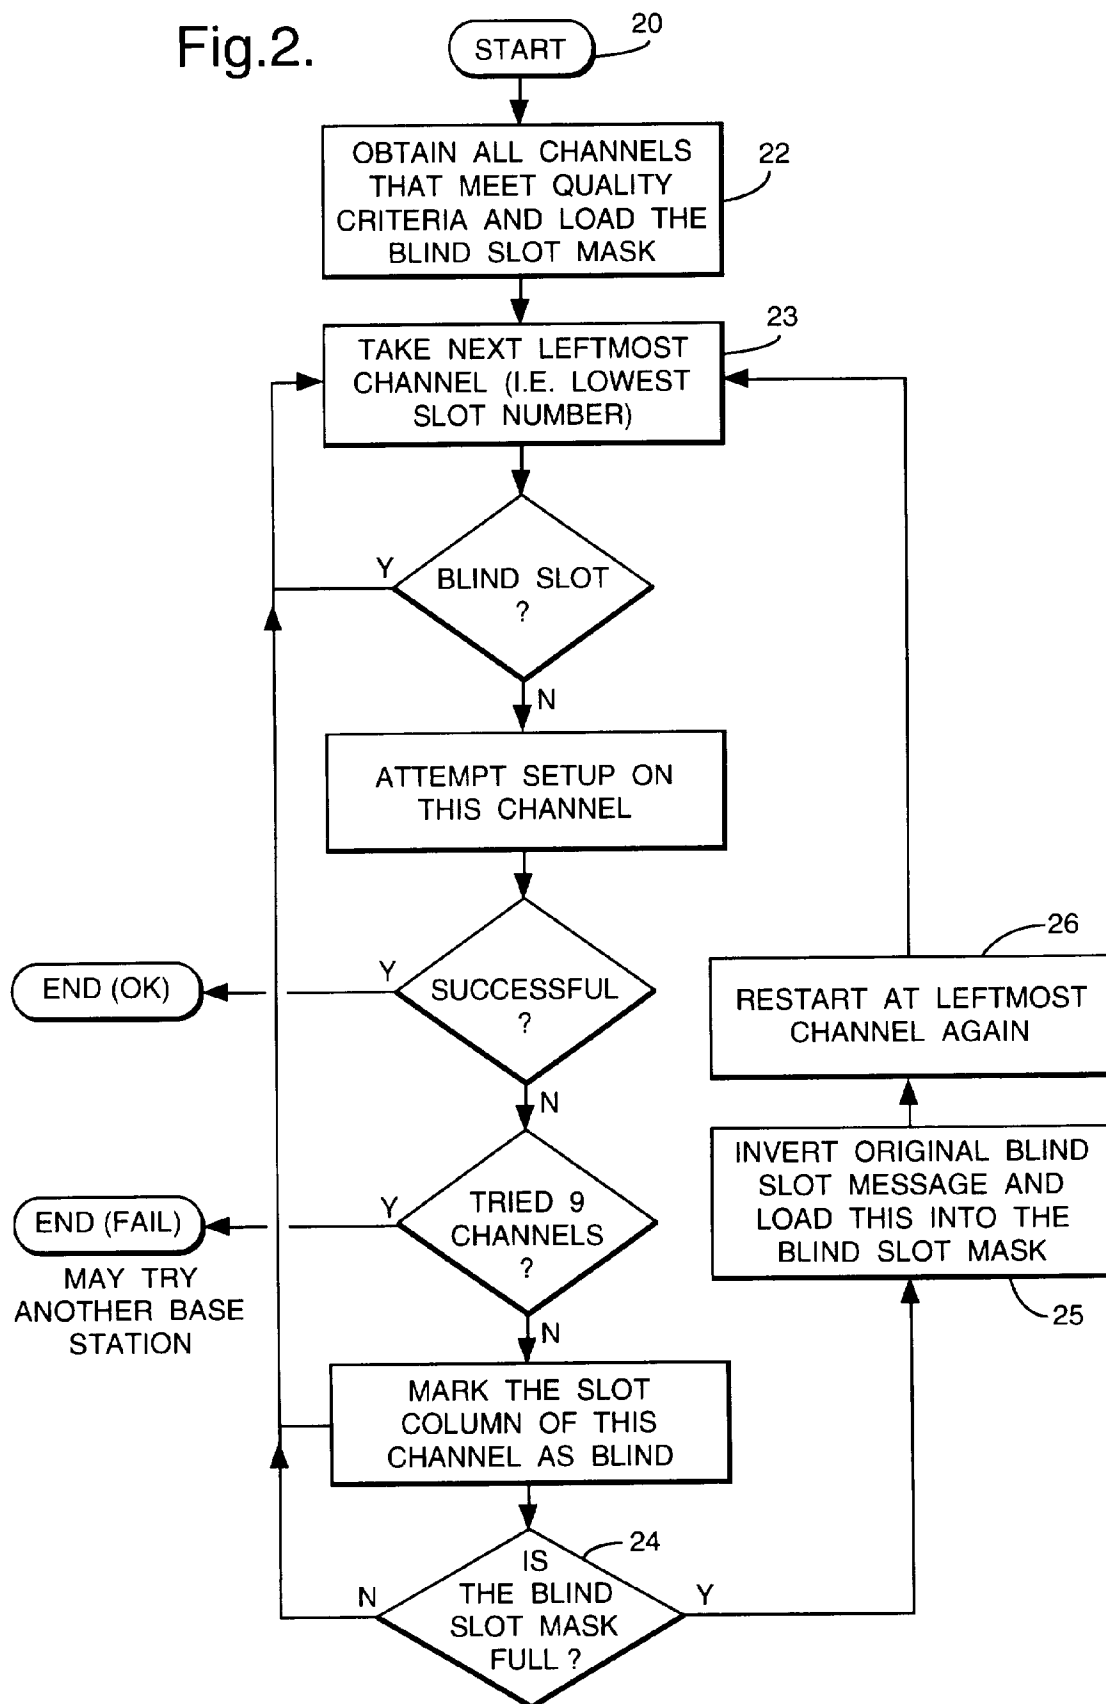 Fig.2.
START
20
OBTAIN ALL CHANNELS
THAT MEET QUALITY
CRITERIA AND LOAD THE
BLIND SLOT MASK
22
TAKE NEXT LEFTMOST
CHANNEL (I.E. LOWEST
SLOT NUMBER)
23
Y
BLIND SLOT
?
N
ATTEMPT SETUP ON
THIS CHANNEL
END (OK)
Y
SUCCESSFUL
?
N
26
RESTART AT LEFTMOST
CHANNEL AGAIN
INVERT ORIGINAL BLIND
SLOT MESSAGE AND
LOAD THIS INTO THE
BLIND SLOT MASK
25
END (FAIL)
MAY TRY
ANOTHER BASE
STATION
Y
TRIED 9
CHANNELS
?
N
MARK THE SLOT
COLUMN OF THIS
CHANNEL AS BLIND
24
N
IS
THE BLIND
SLOT MASK
FULL ?
Y